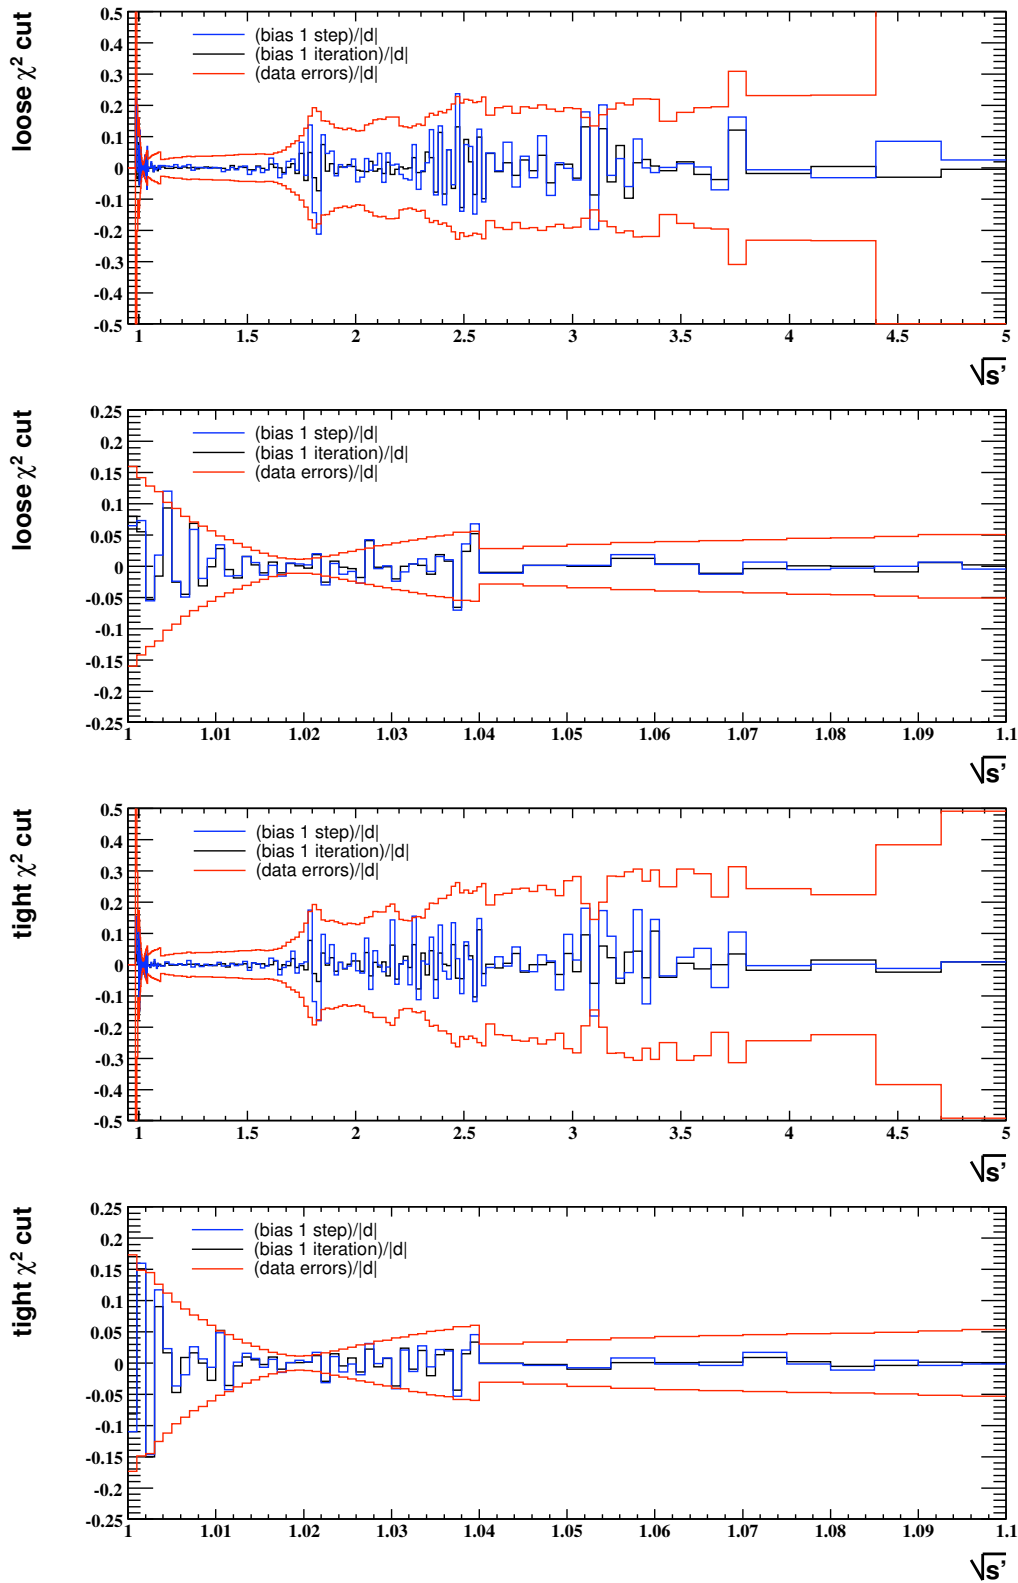 loose χ² cut
0.5
0.4
0.3
0.2
0.1
0
-0.1
-0.2
-0.3
-0.4
-0.5
(bias 1 step)/|d|
(bias 1 iteration)/|d|
(data errors)/|d|
1 1.5 2 2.5 3 3.5 4 4.5 5
√s'
loose χ² cut
0.25
0.2
0.15
0.1
0.05
0
-0.05
-0.1
-0.15
-0.2
-0.25
(bias 1 step)/|d|
(bias 1 iteration)/|d|
(data errors)/|d|
1 1.01 1.02 1.03 1.04 1.05 1.06 1.07 1.08 1.09 1.1
√s'
tight χ² cut
0.5
0.4
0.3
0.2
0.1
0
-0.1
-0.2
-0.3
-0.4
-0.5
(bias 1 step)/|d|
(bias 1 iteration)/|d|
(data errors)/|d|
1 1.5 2 2.5 3 3.5 4 4.5 5
√s'
tight χ² cut
0.25
0.2
0.15
0.1
0.05
0
-0.05
-0.1
-0.15
-0.2
-0.25
(bias 1 step)/|d|
(bias 1 iteration)/|d|
(data errors)/|d|
1 1.01 1.02 1.03 1.04 1.05 1.06 1.07 1.08 1.09 1.1
√s'